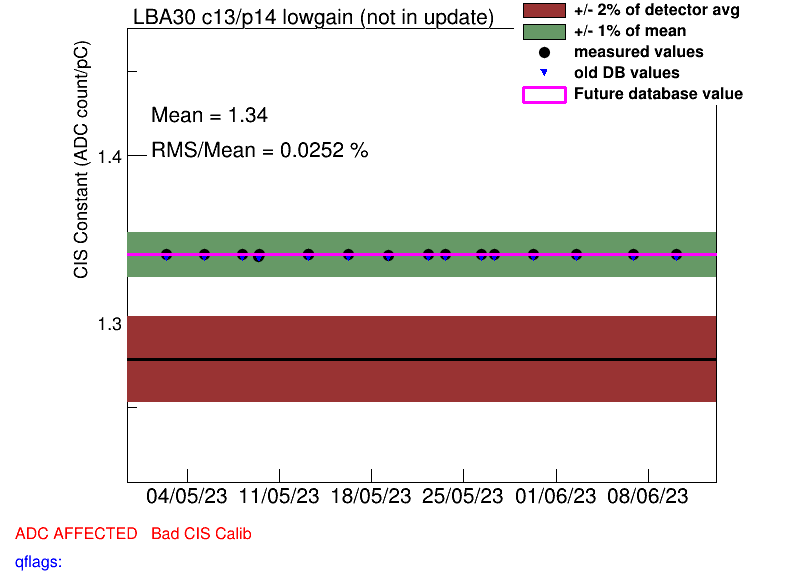 LBA30 c13/p14 lowgain (not in update)
+/- 2% of detector avg
+/- 1% of mean
measured values
old DB values
Future database value
CIS Constant (ADC count/pC)
Mean = 1.34
RMS/Mean = 0.0252 %
1.4
1.3
04/05/23 11/05/23 18/05/23 25/05/23 01/06/23 08/06/23
ADC AFFECTED Bad CIS Calib
qflags: